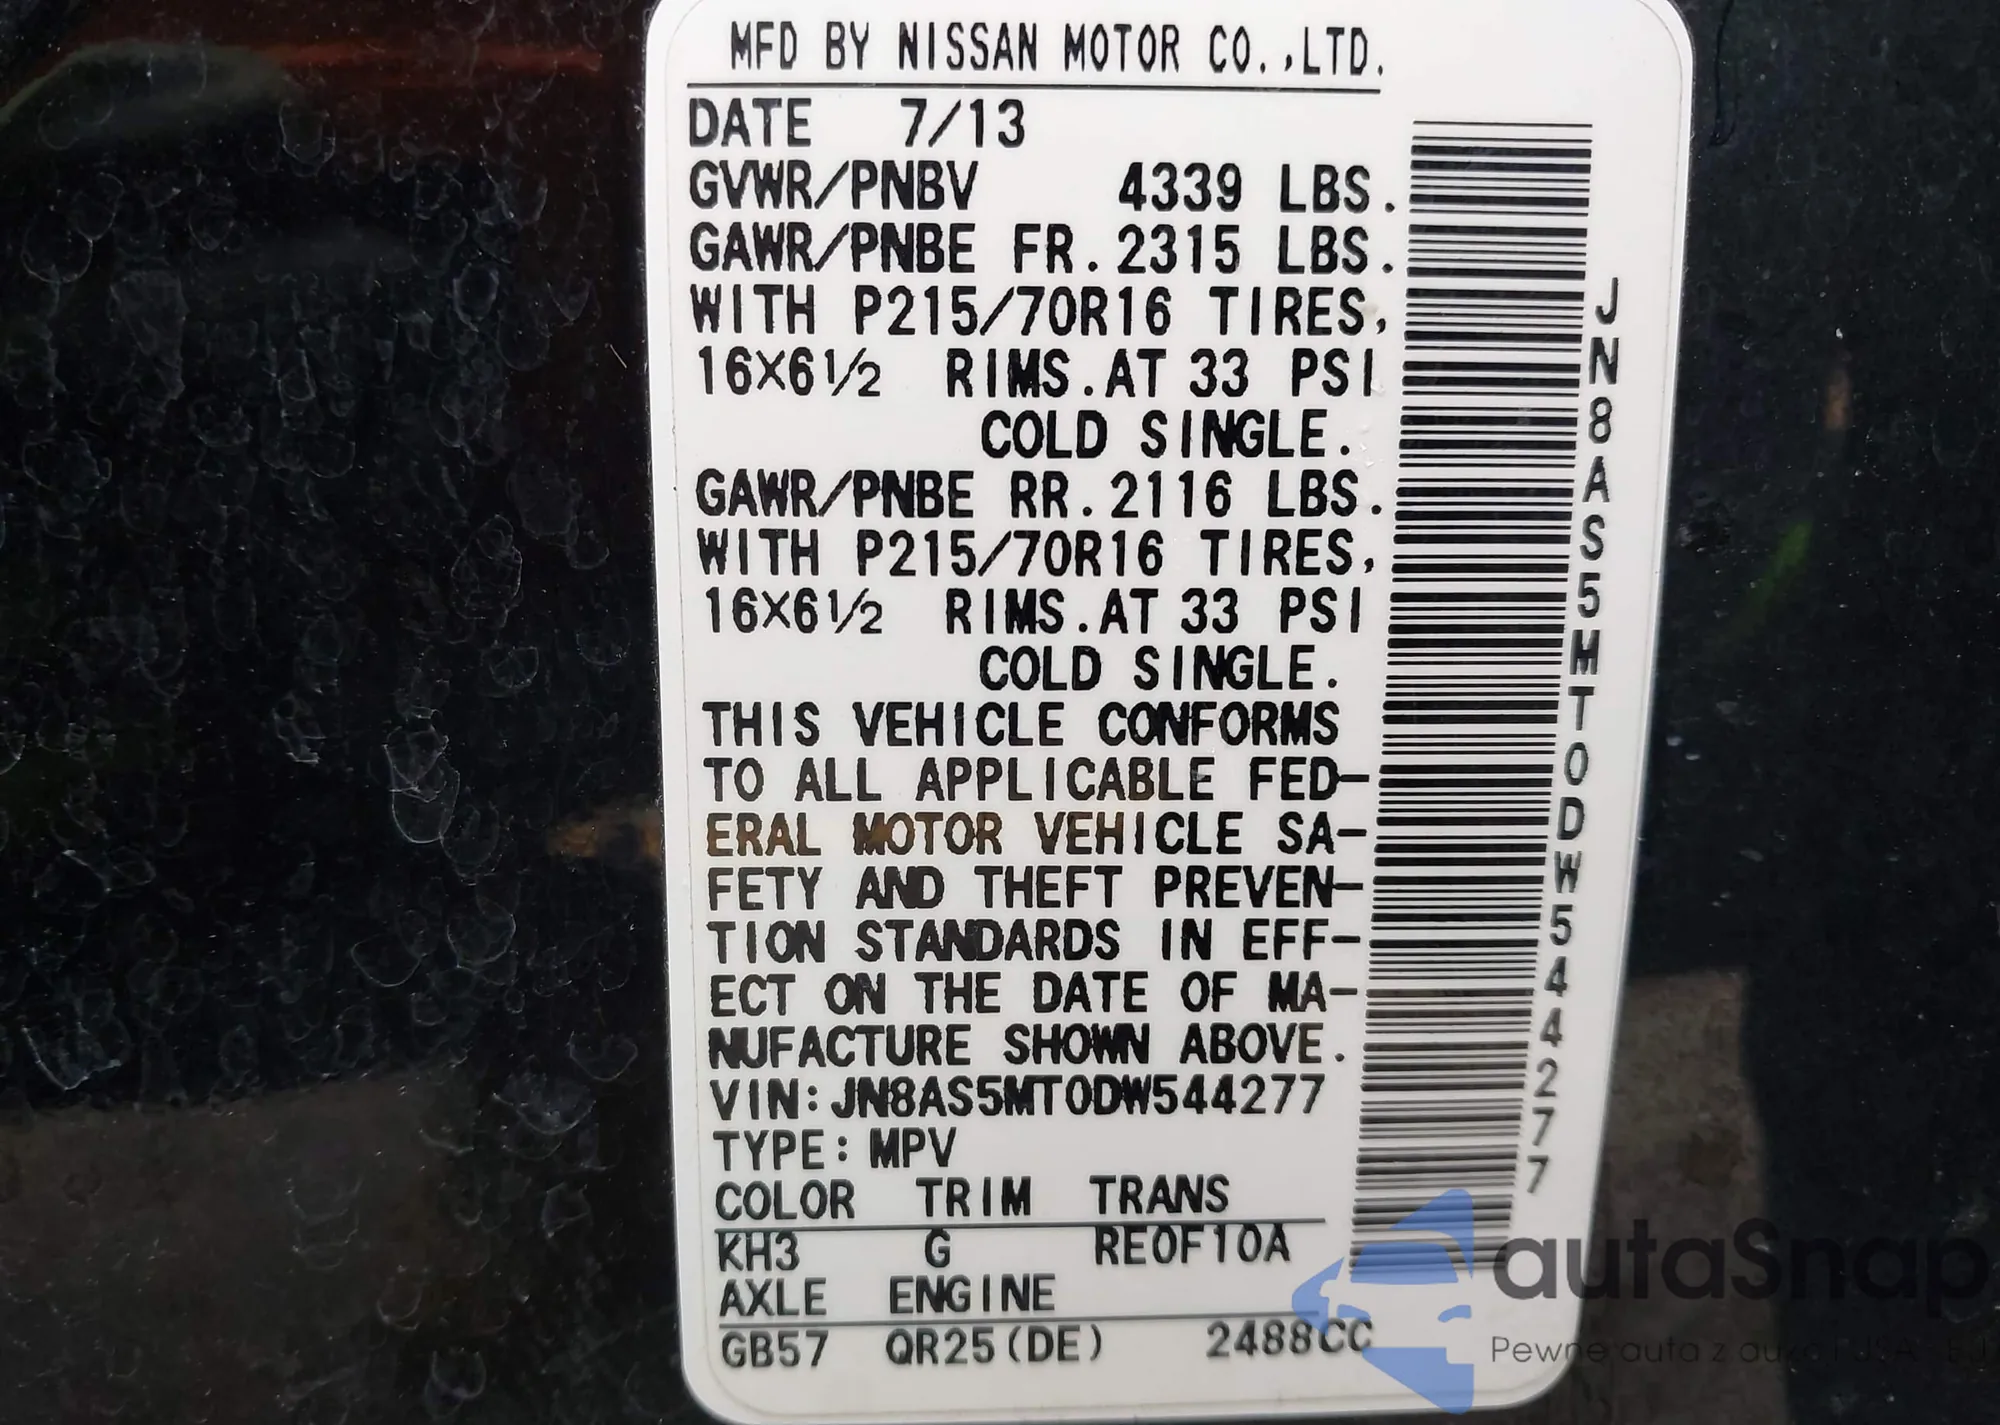 MFD BY NISSAN MOTOR CO.,LTD.
DATE 7/13
GVWR/PNBV 4339 LBS.
GAWR/PNBE FR.2315 LBS.
WITH P215/70R16 TIRES,
16X6½ RIMS.AT 33 PSI
COLD SINGLE.
GAWR/PNBE RR.2116 LBS.
WITH P215/70R16 TIRES,
16X6½ RIMS.AT 33 PSI
COLD SINGLE.
THIS VEHICLE CONFORMS
TO ALL APPLICABLE FED-
ERAL MOTOR VEHICLE SA-
FETY AND THEFT PREVEN-
TION STANDARDS IN EFF-
ECT ON THE DATE OF MA-
NUFACTURE SHOWN ABOVE.
VIN:JN8AS5MT0DW544277
TYPE:MPV
COLOR TRIM TRANS
KH3 G RE0F10A
AXLE ENGINE
GB57 QR25(DE) 2488CC
JN8AS5MT0DW544277
autaSnap
Pewne auta z aukcji USA